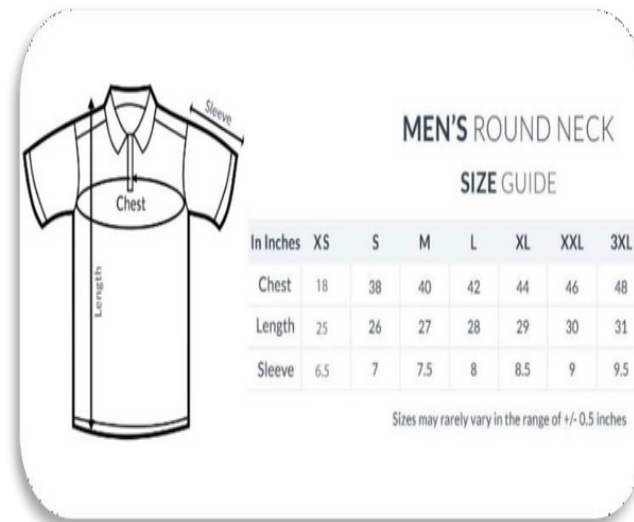 Sleeve
Chest
Length
MEN'S ROUND NECK
SIZE GUIDE
In Inches XS S M L XL XXL 3XL
Chest 18 38 40 42 44 46 48
Length 25 26 27 28 29 30 31
Sleeve 6.5 7 7.5 8 8.5 9 9.5
Sizes may rarely vary in the range of +/- 0.5 inches